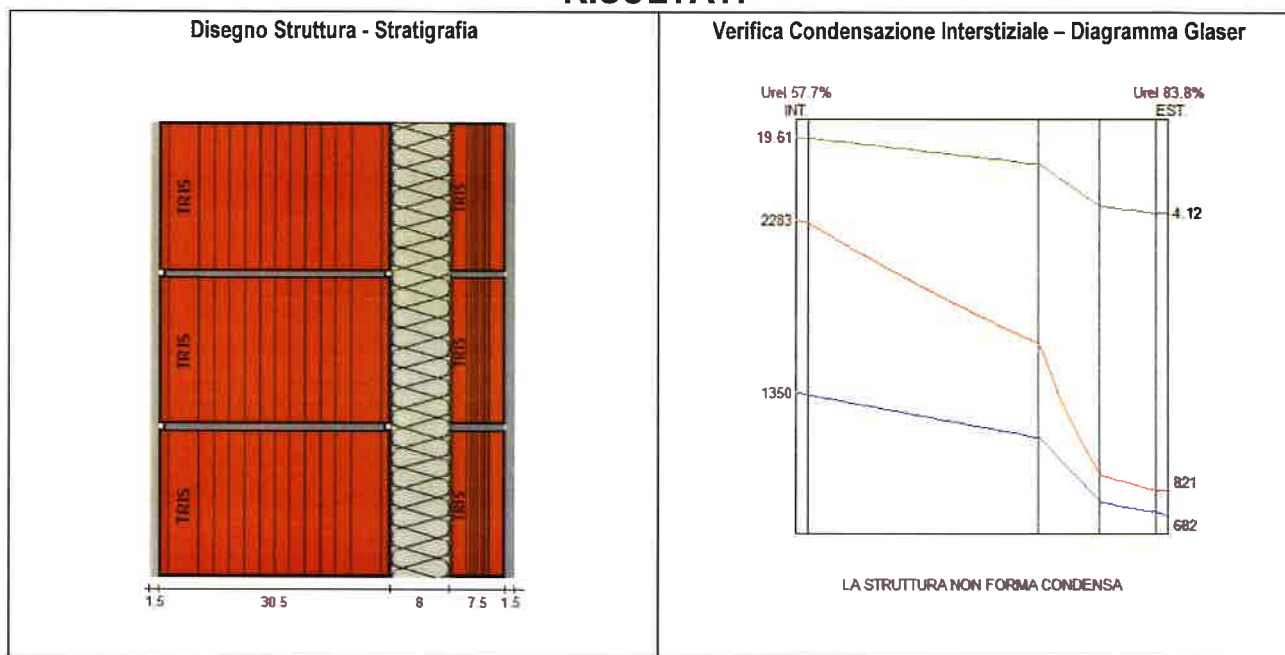 Disegno Struttura - Stratigrafia
TRIS
TRIS
TRIS
TRIS
TRIS
TRIS
1.5
30.5
8
7.5
1.5
Verifica Condensazione Interstiziale – Diagramma Glaser
Urel 57.7%
INT.
Urel 83.8%
EST.
19.61
2283
1350
4.12
821
682
LA STRUTTURA NON FORMA CONDENSA